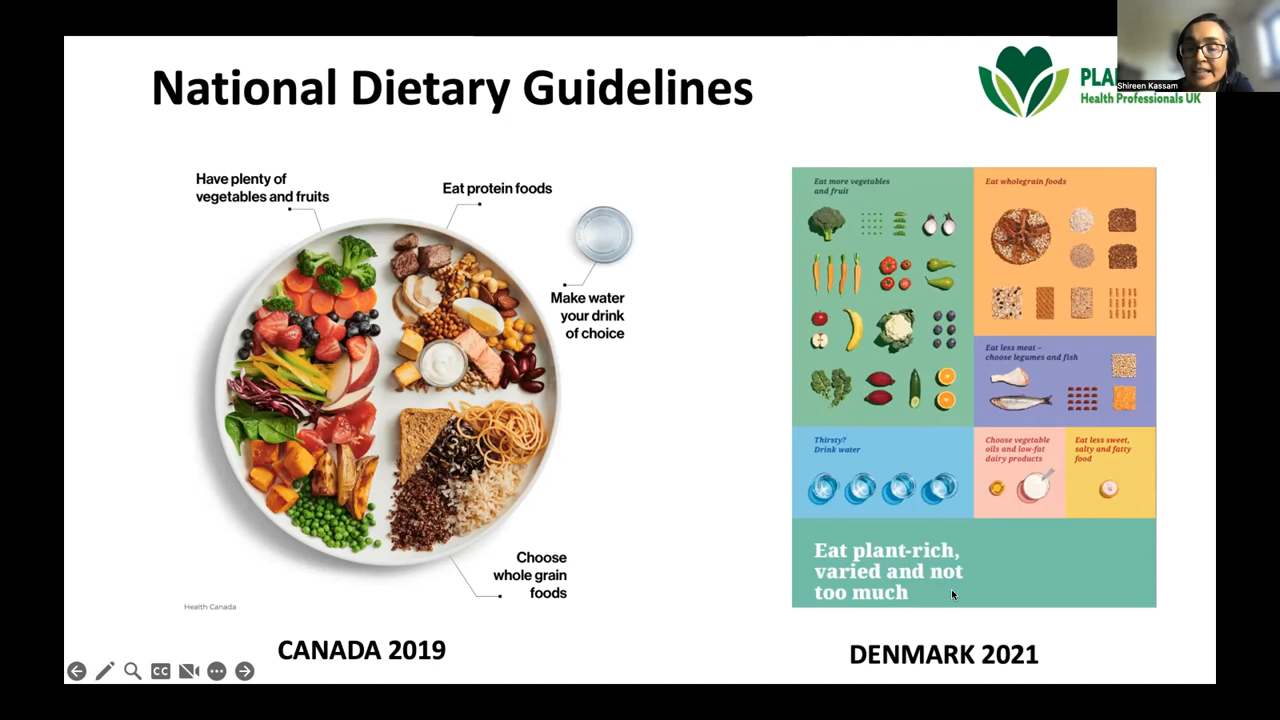 National Dietary Guidelines
Health Professionals UK
Shireen Kassam
Have plenty of
vegetables and fruits
Eat protein foods
Make water
your drink
of choice
Choose
whole grain
foods
Health Canada
CANADA 2019
Eat more vegetables
and fruit
Eat wholegrain foods
Eat less meat –
choose legumes and fish
Thirsty?
Drink water
Choose vegetable
oils and low-fat
dairy products
Eat less sweet,
salty and fatty
food
Eat plant-rich,
varied and not
too much
DENMARK 2021
CC